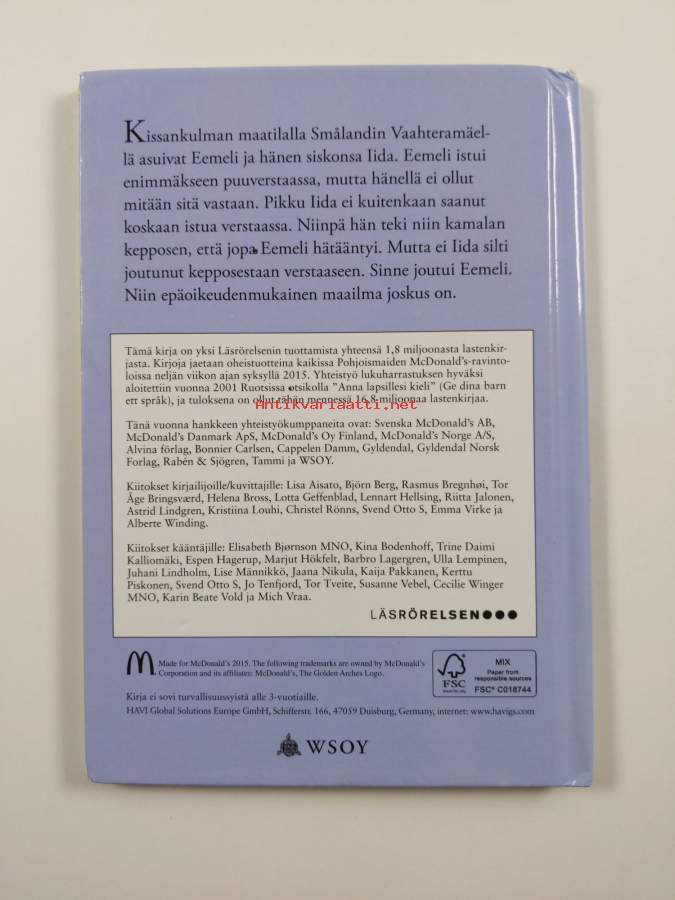 Kissankulman maatilalla Smålandin Vaahteramäel-
lä asuivat Eemeli ja hänen siskonsa Iida. Eemeli istui
enimmäkseen puuverstaassa, mutta hänellä ei ollut
mitään sitä vastaan. Pikku Iida ei kuitenkaan saanut
koskaan istua verstaassa. Niinpä hän teki niin kamalan
kepposen, että jopa Eemeli hätääntyi. Mutta ei Iida silti
joutunut kepposestaan verstaaseen. Sinne joutui Eemeli.
Niin epäoikeudenmukainen maailma joskus on.
Tämä kirja on yksi Läsrörelsenin tuottamista yhteensä 1,8 miljoonasta lastenkir-
jasta. Kirjoja jaetaan oheistuotteina kaikissa Pohjoismaiden McDonald's-ravinto-
loissa neljän viikon ajan syksyllä 2015. Yhteistyö lukuharrastuksen hyväksi
aloitettiin vuonna 2001 Ruotsissa otsikolla "Anna lapsillesi kieli" (Ge dina barn
ett språk), ja tuloksena on ollut tähän mennessä 16,8 miljoonaa lastenkirjaa.
Antikvariaatti.net
Tänä vuonna hankkeen yhteistyökumppaneita ovat: Svenska McDonald's AB,
McDonald's Danmark ApS, McDonald's Oy Finland, McDonald's Norge A/S,
Alvina förlag, Bonnier Carlsen, Cappelen Damm, Gyldendal, Gyldendal Norsk
Forlag, Rabén & Sjögren, Tammi ja WSOY.
Kiitokset kirjailijoille/kuvittajille: Lisa Aisato, Björn Berg, Rasmus Bregnhøi, Tor
Åge Bringsværd, Helena Bross, Lotta Geffenblad, Lennart Hellsing, Riitta Jalonen,
Astrid Lindgren, Kristiina Louhi, Christel Rönns, Svend Otto S, Emma Virke ja
Alberte Winding.
Kiitokset kääntäjille: Elisabeth Bjørnson MNO, Kina Bodenhoff, Trine Daimi
Kalliomäki, Espen Hagerup, Marjut Hökfelt, Barbro Lagergren, Ulla Lempinen,
Juhani Lindholm, Lise Männikkö, Jaana Nikula, Kaija Pakkanen, Kerttu
Piskonen, Svend Otto S, Jo Tenfjord, Tor Tveite, Susanne Vebel, Cecilie Winger
MNO, Karin Beate Vold ja Mich Vraa.
LÄSRÖRELSEN●●●
Made for McDonald's 2015. The following trademarks are owned by McDonald's
Corporation and its affiliates: McDonald's, The Golden Arches Logo.
FSC
www.fsc.org
MIX
Paper from
responsible sources
FSC® C016744
Kirja ei sovi turvallisuussyistä alle 3-vuotiaille.
HAVI Global Solutions Europe GmbH, Schifferstr. 166, 47059 Duisburg, Germany, internet: www.havigs.com
WSOY